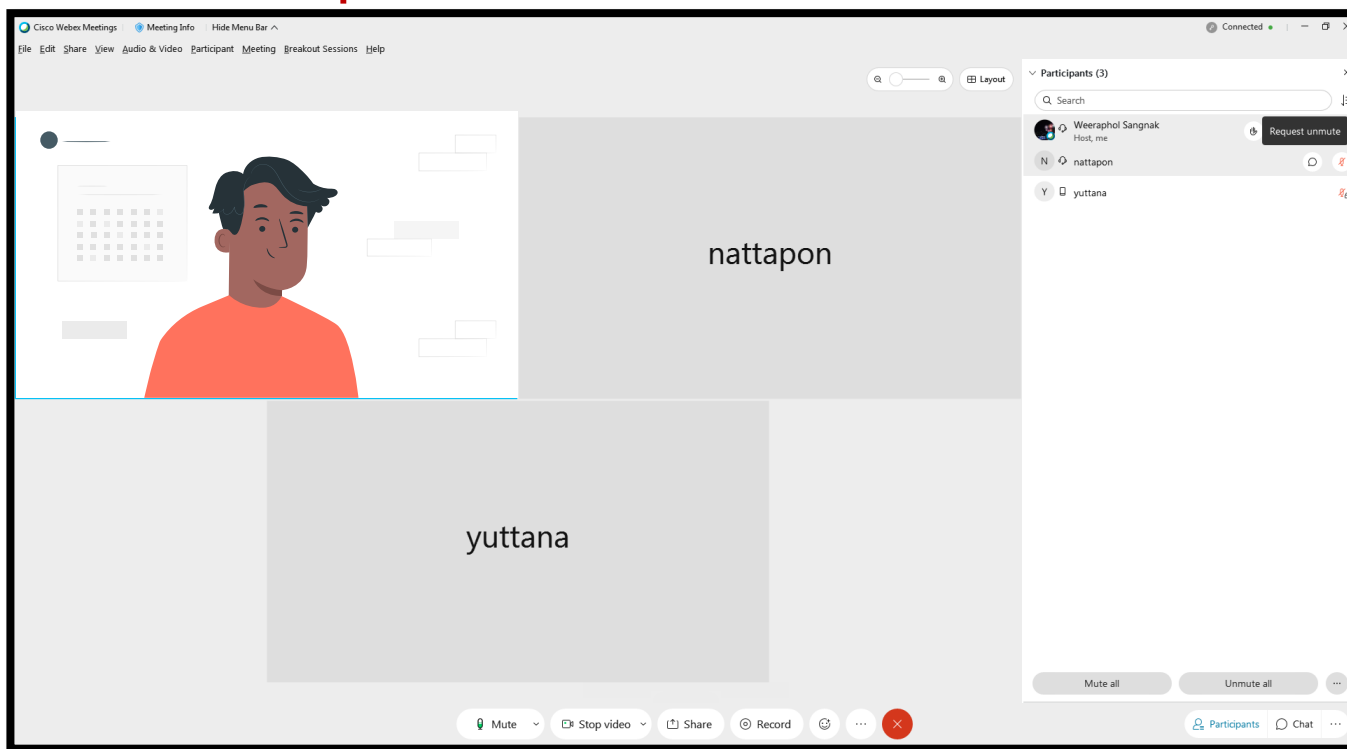 Cisco Webex Meetings Meeting Info Hide Menu Bar Connected
File Edit Share View Audio & Video Participant Meeting Breakout Sessions Help
Layout
Participants (3)
Search
Weeraphol Sangnak
Host, me
Request unmute
N nattapon
Y yuttana
nattapon
yuttana
Mute all Unmute all
Mute Stop video Share Record Participants Chat